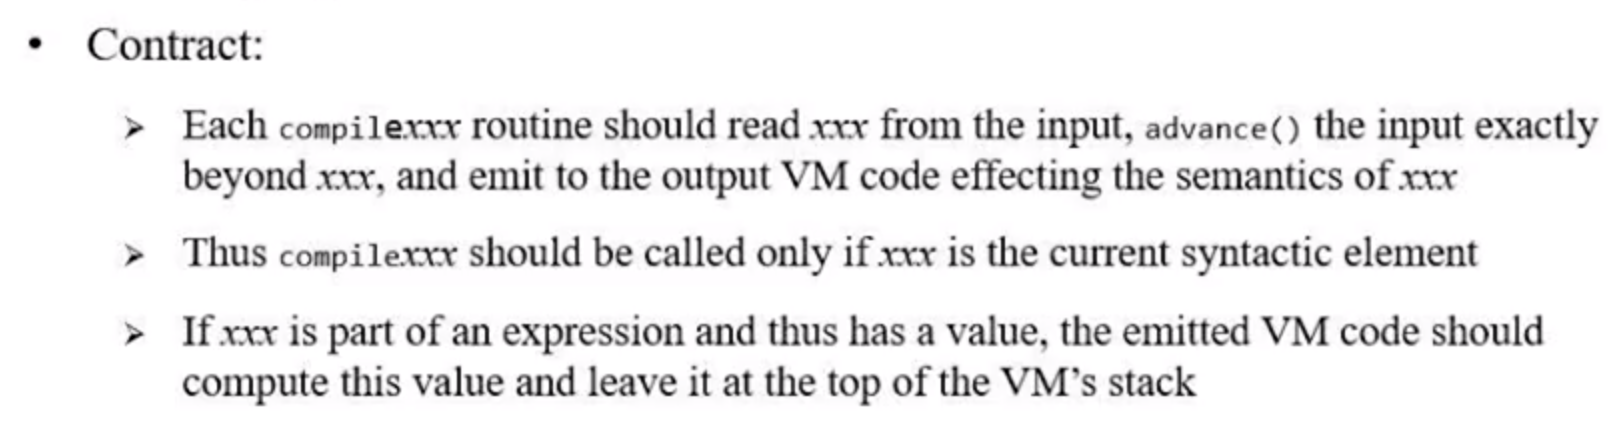 • Contract:
➢ Each compilexxx routine should read xxx from the input, advance() the input exactly
beyond xxx, and emit to the output VM code effecting the semantics of xxx
➢ Thus compilexxx should be called only if xxx is the current syntactic element
➢ If xxx is part of an expression and thus has a value, the emitted VM code should
compute this value and leave it at the top of the VM’s stack